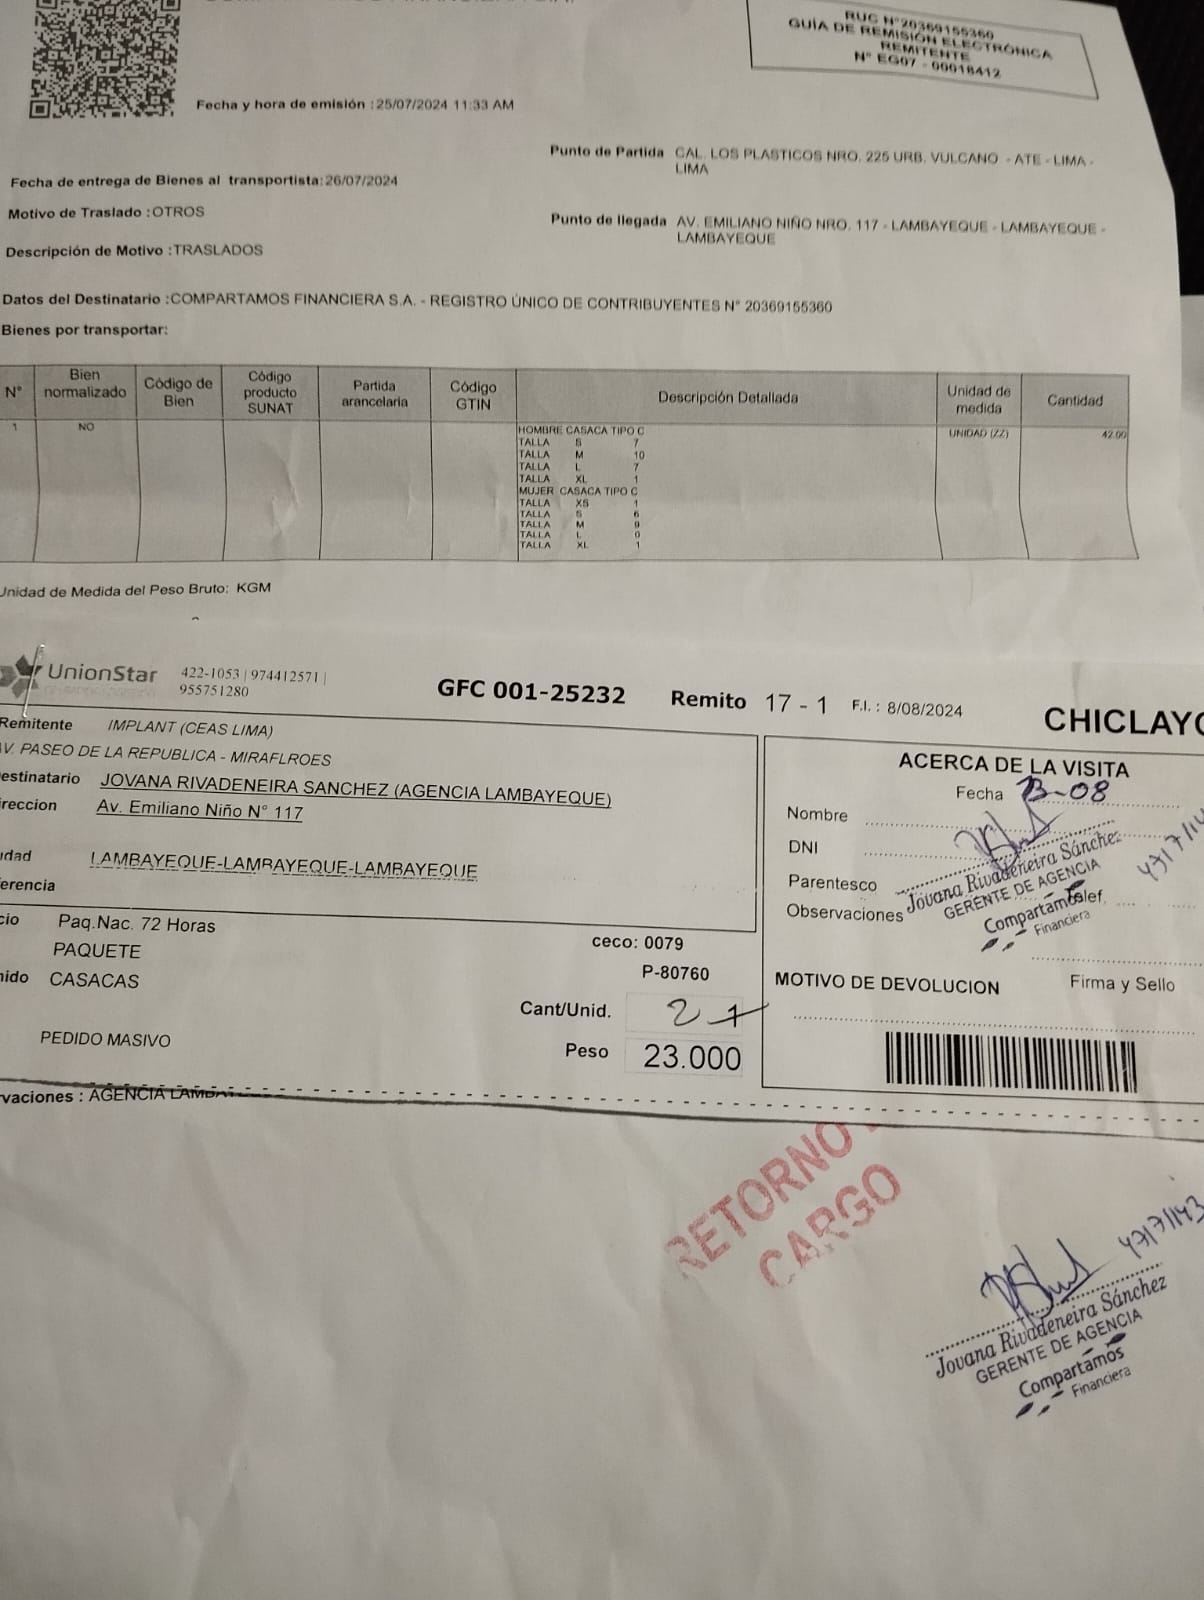 RUC N°20369155360
GUÍA DE REMISIÓN ELECTRÓNICA
REMITENTE
N° EG07 - 00018412
Fecha y hora de emisión : 25/07/2024 11:33 AM
Punto de Partida CAL. LOS PLASTICOS NRO. 225 URB. VULCANO - ATE - LIMA -
LIMA
Fecha de entrega de Bienes al transportista: 26/07/2024
Motivo de Traslado : OTROS
Punto de llegada AV. EMILIANO NIÑO NRO. 117 - LAMBAYEQUE - LAMBAYEQUE -
LAMBAYEQUE
Descripción de Motivo : TRASLADOS
Datos del Destinatario : COMPARTAMOS FINANCIERA S.A. - REGISTRO ÚNICO DE CONTRIBUYENTES N° 20369155360
Bienes por transportar:
N° Bien normalizado Código de Bien Código producto SUNAT Partida arancelaria Código GTIN Descripción Detallada Unidad de medida Cantidad
1 NO HOMBRE CASACA TIPO C UNIDAD (ZZ) 42.00
TALLA S 7
TALLA M 10
TALLA L 7
TALLA XL 1
MUJER CASACA TIPO C
TALLA XS 1
TALLA S 6
TALLA M 9
TALLA L 0
TALLA XL 1
Unidad de Medida del Peso Bruto: KGM
UnionStar 422-1053 | 974412571 |
955751280
GFC 001-25232 Remito 17 - 1 F.I. : 8/08/2024 CHICLAYO
Remitente IMPLANT (CEAS LIMA)
AV. PASEO DE LA REPUBLICA - MIRAFLROES
estinatario JOVANA RIVADENEIRA SANCHEZ (AGENCIA LAMBAYEQUE)
ireccion Av. Emiliano Niño N° 117
udad LAMBAYEQUE-LAMBAYEQUE-LAMBAYEQUE
erencia
cio Paq.Nac. 72 Horas
PAQUETE
nido CASACAS
PEDIDO MASIVO
ceco: 0079
P-80760
Cant/Unid.
Peso 23.000
vaciones : AGENCIA
ACERCA DE LA VISITA
Fecha 13-08
Nombre
DNI
Parentesco
Observaciones
elef.
Jovana Rivadeneira Sánchez
GERENTE DE AGENCIA
Compartamos
Financiera
MOTIVO DE DEVOLUCION Firma y Sello
RETORNO
CARGO
47171143
Jovana Rivadeneira Sánchez
GERENTE DE AGENCIA
Compartamos
Financiera